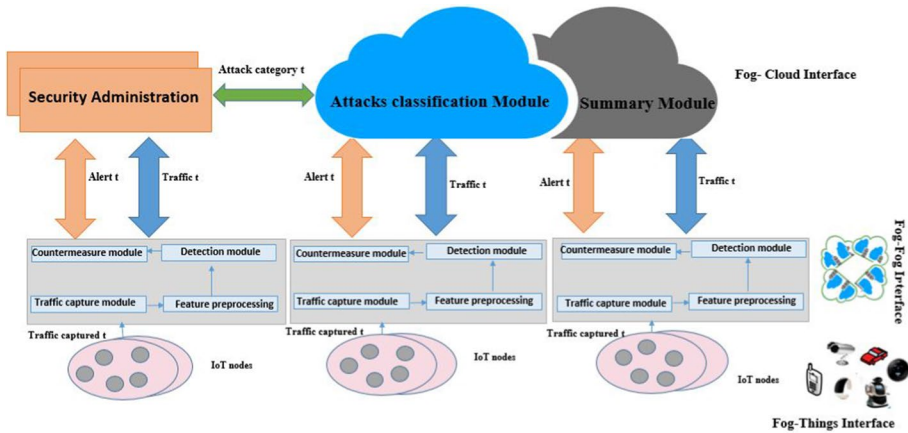 Attack category t
Security Administration
Attacks classification Module
Summary Module
Fog- Cloud Interface
Alert t
Traffic t
Alert t
Traffic t
Alert t
Traffic t
Countermeasure module
Detection module
Traffic capture module
Feature preprocessing
Countermeasure module
Detection module
Traffic capture module
Feature preprocessing
Countermeasure module
Detection module
Traffic capture module
Feature preprocessing
Fog-Fog Interface
Traffic captured t
IoT nodes
Traffic captured t
IoT nodes
Traffic captured t
IoT nodes
Fog-Things Interface